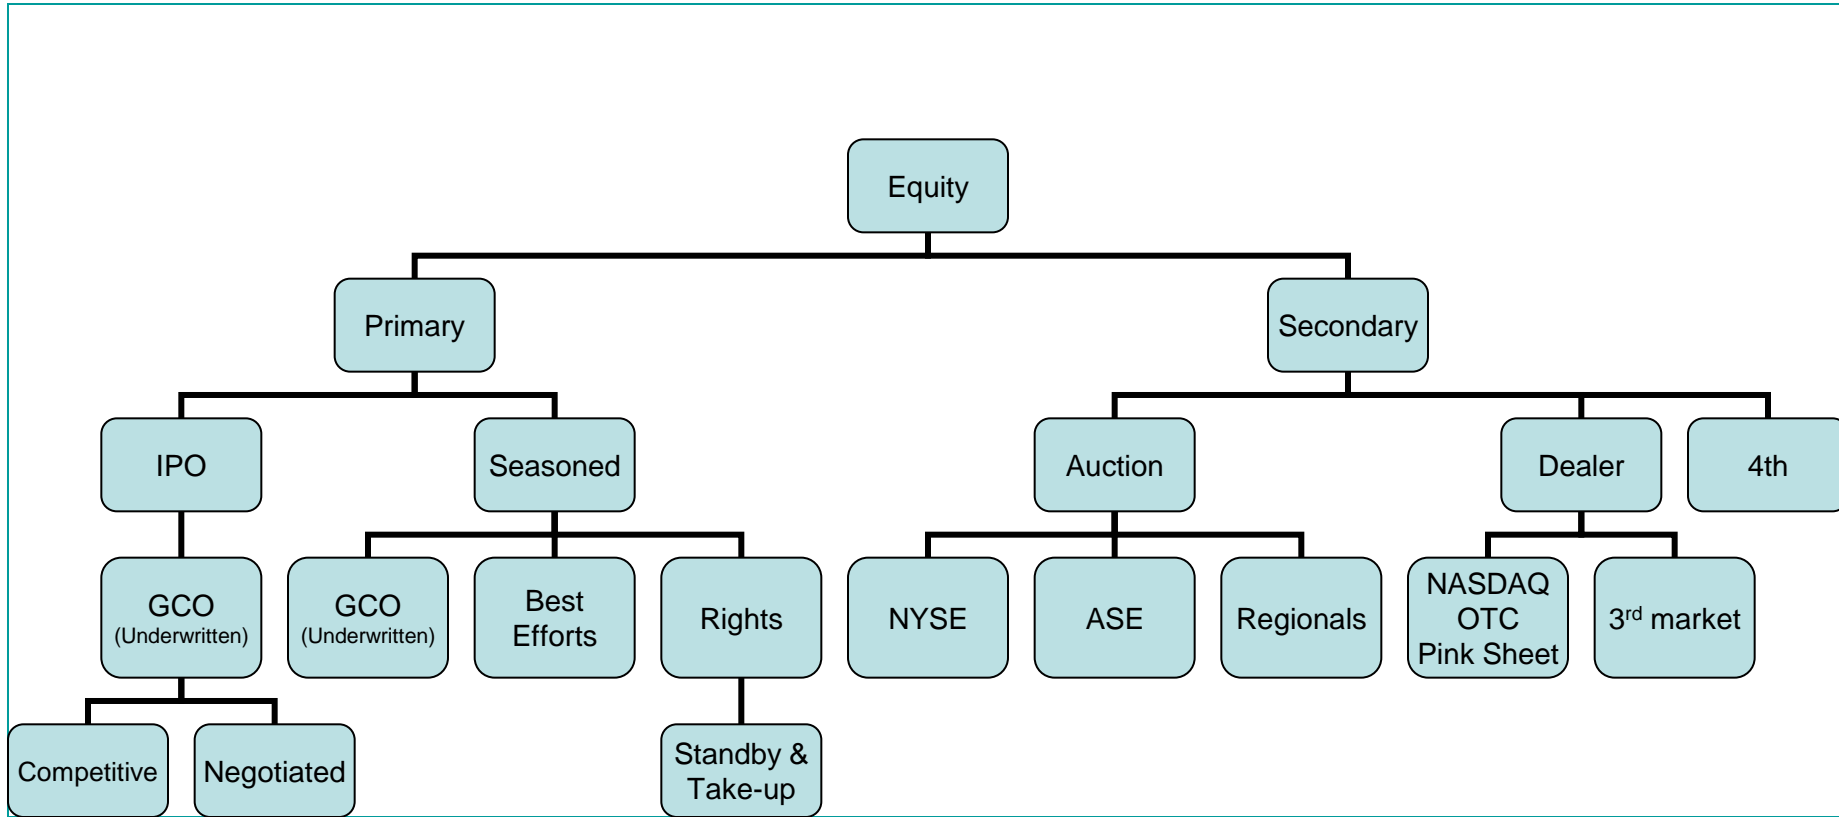 Equity
Primary
Secondary
IPO
Seasoned
Auction
Dealer
4th
GCO
(Underwritten)
GCO
(Underwritten)
Best
Efforts
Rights
NYSE
ASE
Regionals
NASDAQ
OTC
Pink Sheet
3rd market
Competitive
Negotiated
Standby &
Take-up